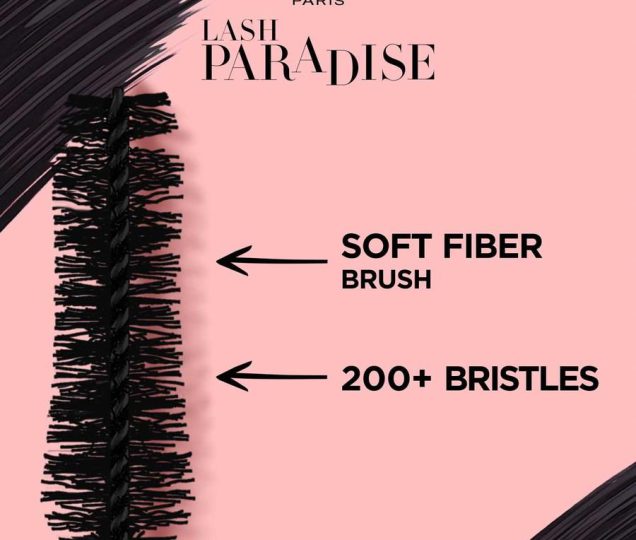 PARIS
LASH
PARADISE
SOFT FIBER
BRUSH
200+ BRISTLES